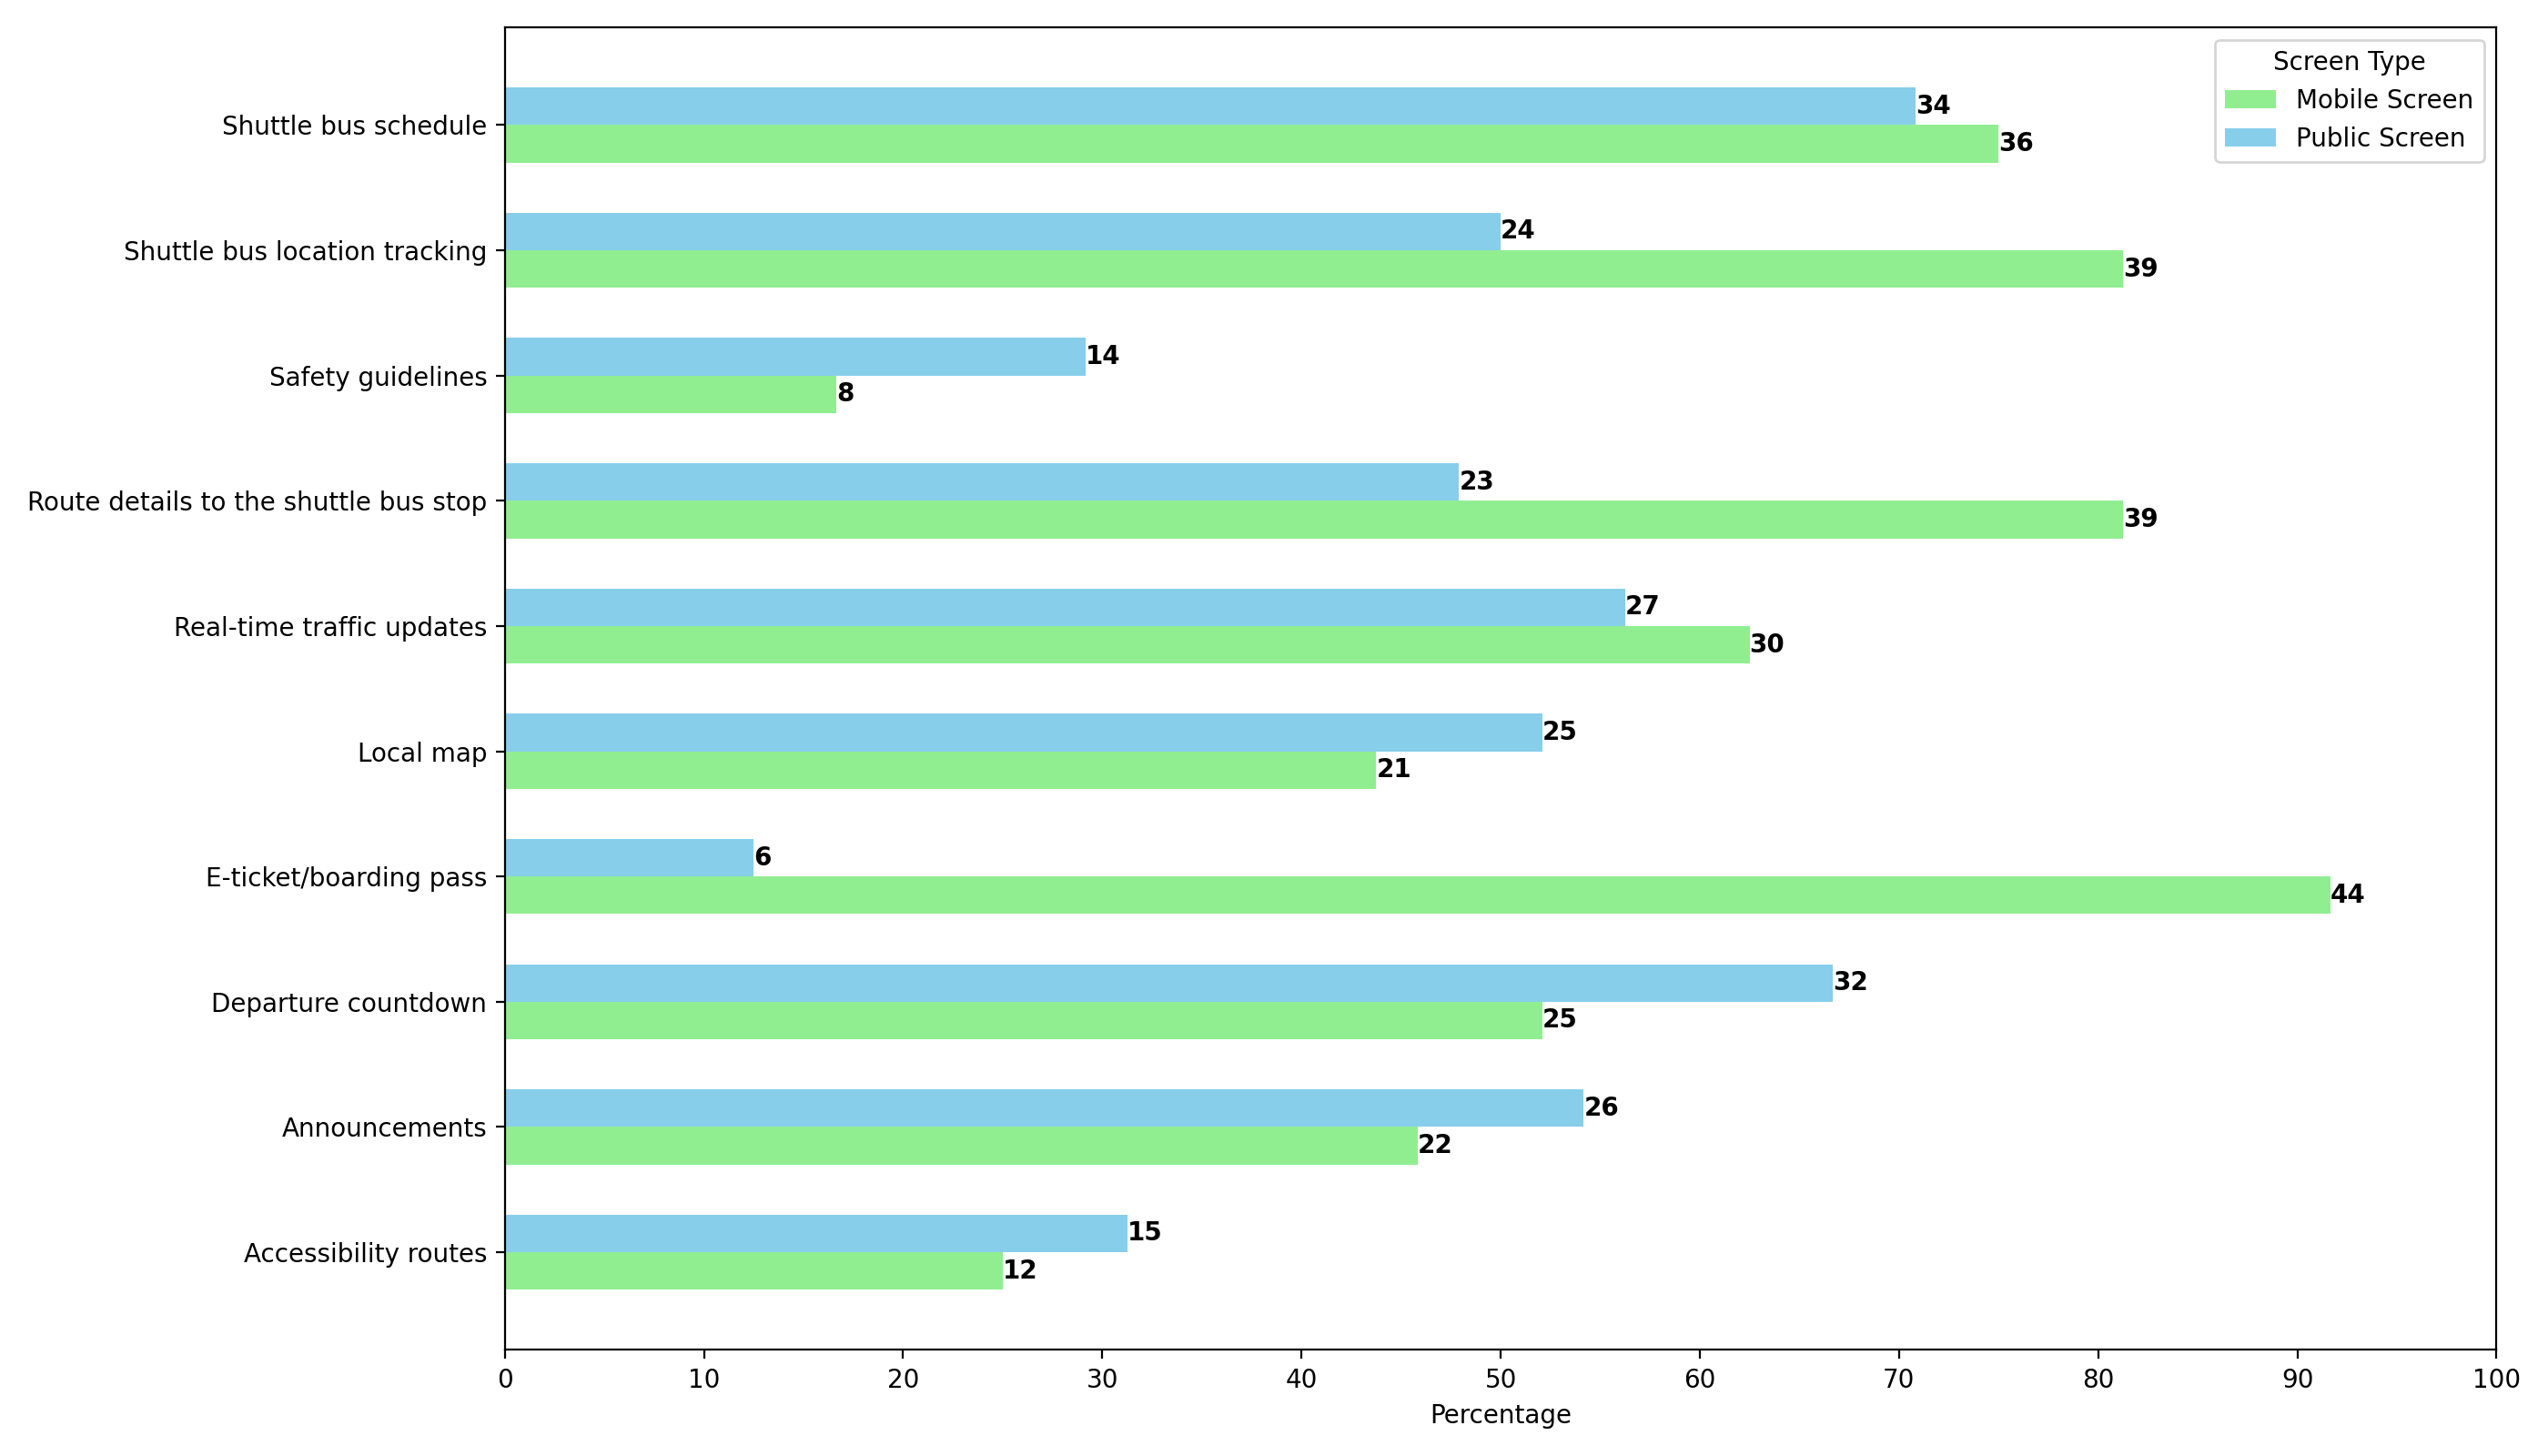 Screen Type
Mobile Screen
Public Screen
Shuttle bus schedule
34
36
Shuttle bus location tracking
24
39
Safety guidelines
14
8
Route details to the shuttle bus stop
23
39
Real-time traffic updates
27
30
Local map
25
21
E-ticket/boarding pass
6
44
Departure countdown
32
25
Announcements
26
22
Accessibility routes
15
12
0 10 20 30 40 50 60 70 80 90 100
Percentage